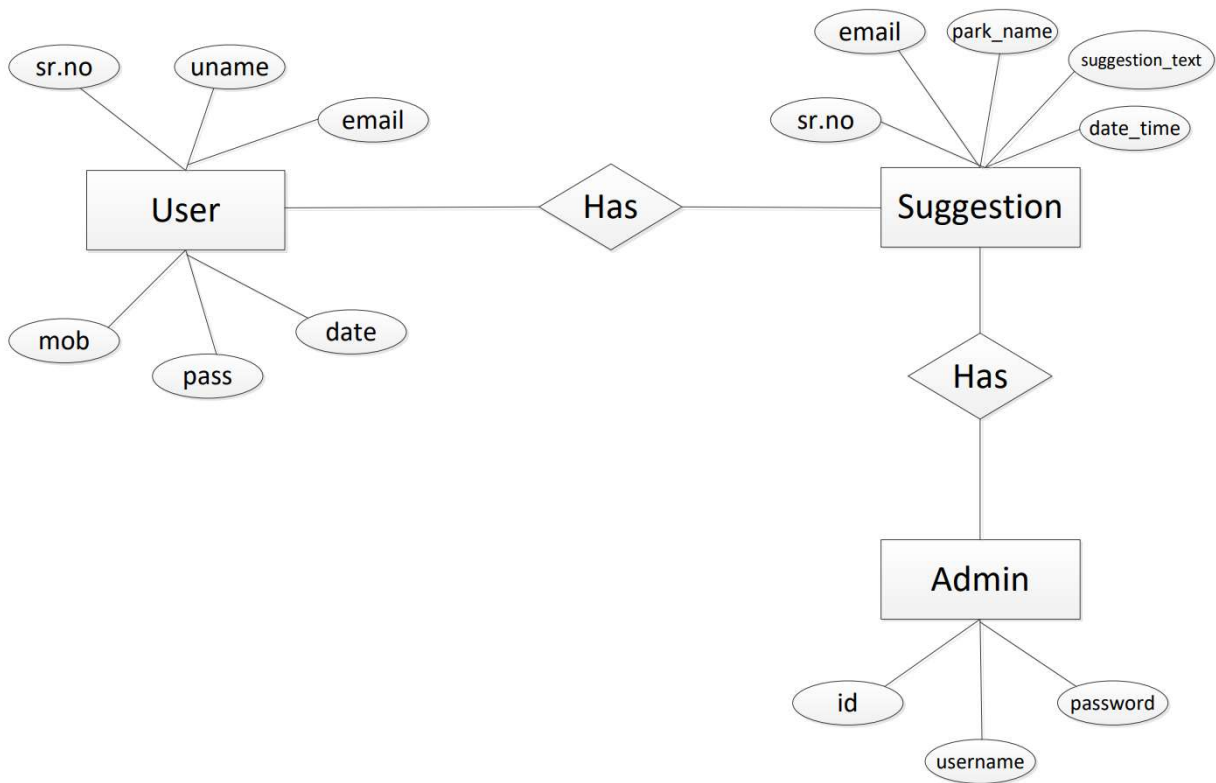 sr.no
uname
email
User
mob
pass
date
Has
email
park_name
suggestion_text
sr.no
date_time
Suggestion
Has
Admin
id
username
password